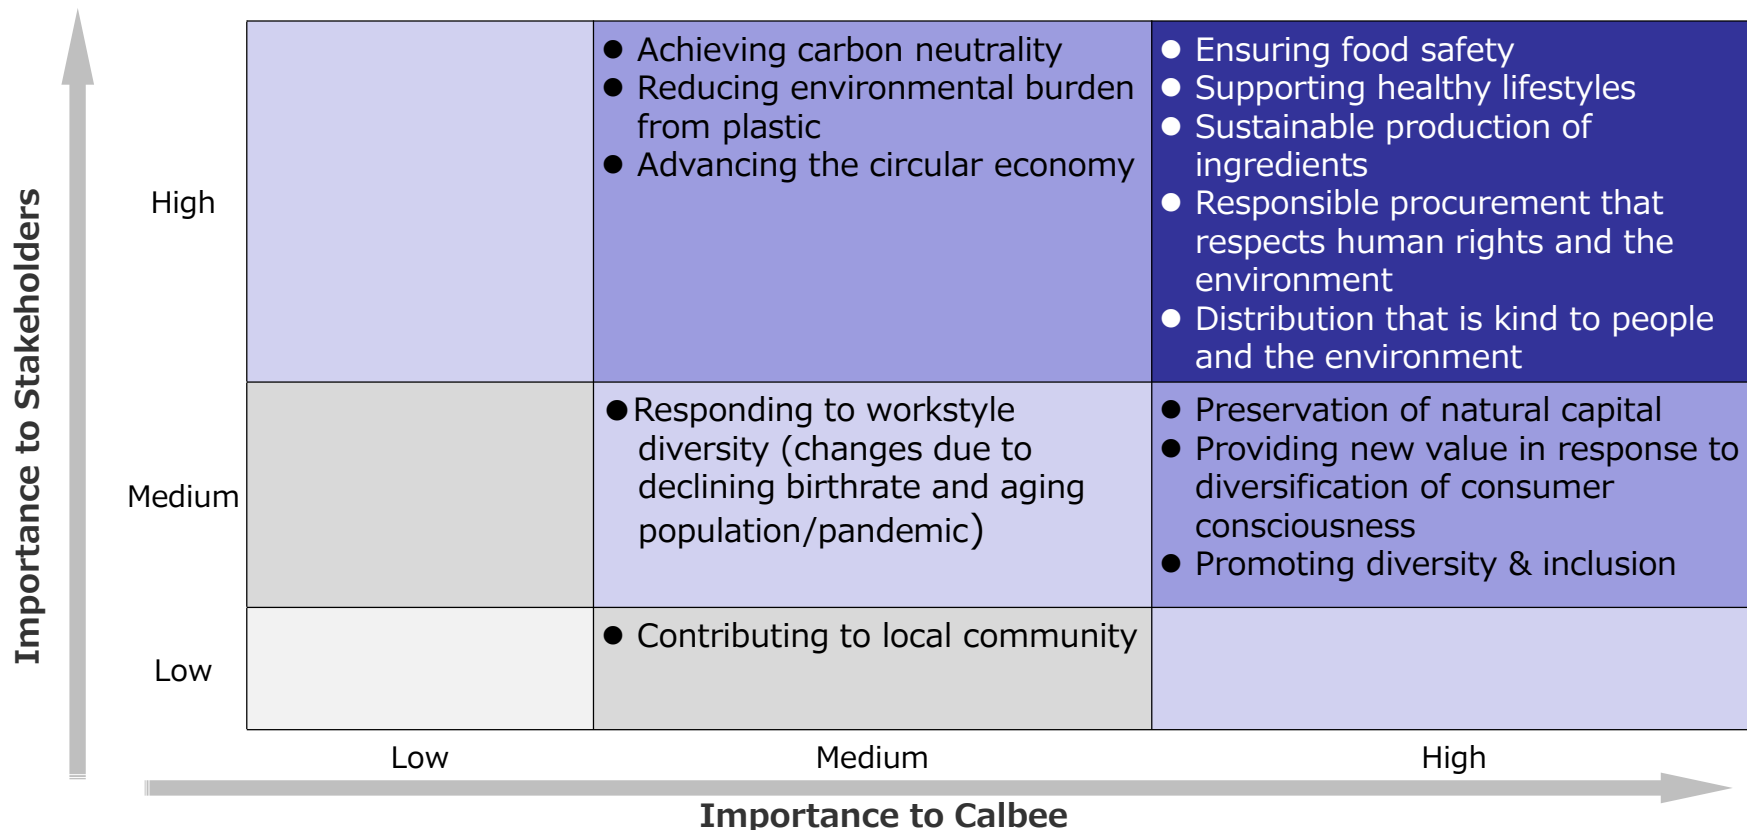 Importance to Stakeholders
High
● Achieving carbon neutrality
● Reducing environmental burden
from plastic
● Advancing the circular economy
● Ensuring food safety
● Supporting healthy lifestyles
● Sustainable production of
ingredients
● Responsible procurement that
respects human rights and the
environment
● Distribution that is kind to people
and the environment
Medium
● Responding to workstyle
diversity (changes due to
declining birthrate and aging
population/pandemic)
● Preservation of natural capital
● Providing new value in response to
diversification of consumer
consciousness
● Promoting diversity & inclusion
Low
● Contributing to local community
Low
Medium
High
Importance to Calbee